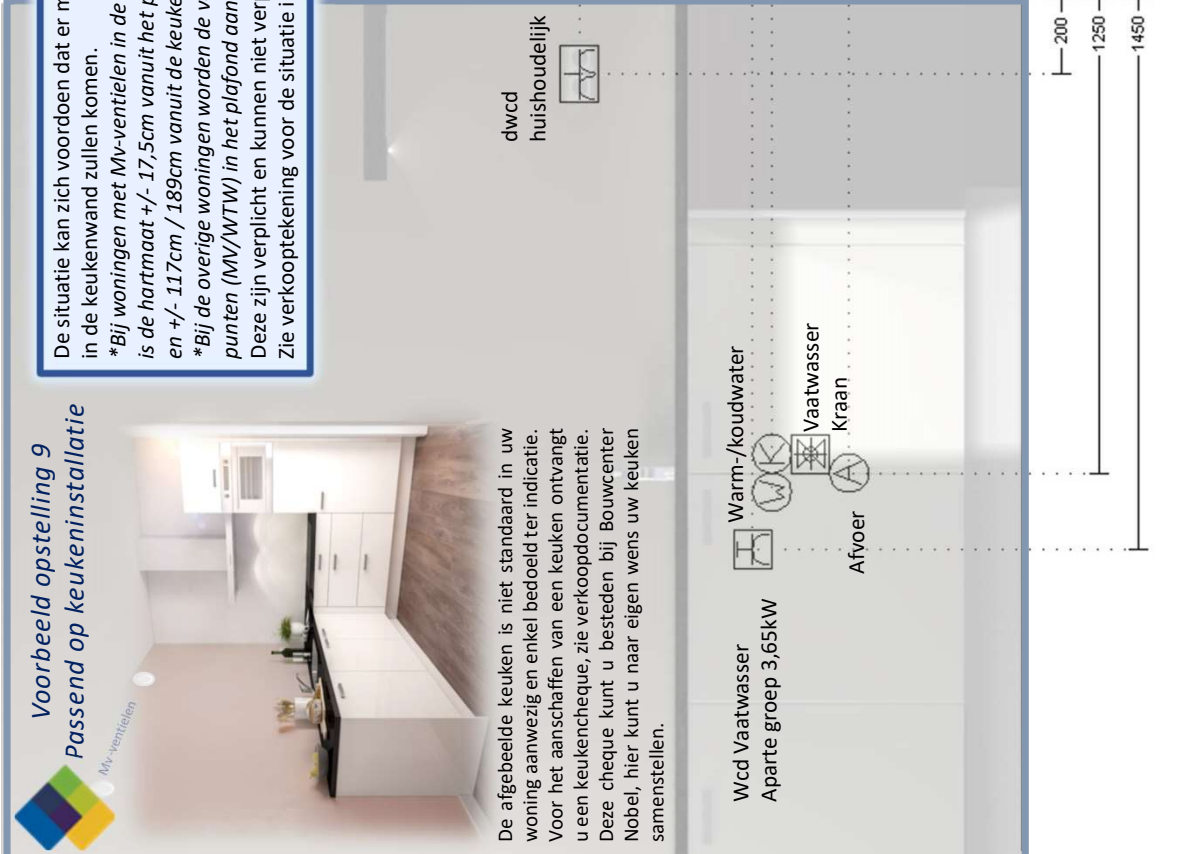 Voorbeeld opstelling 9
Passend op keukeninstallatie
Mv-ventielen
De situatie kan zich voordoen dat er m
in de keukenwand zullen komen.
*Bij woningen met Mv-ventielen in de
is de hartmaat +/- 17,5cm vanuit het p
en +/- 117cm / 189cm vanuit de keuke
*Bij de overige woningen worden de v
punten (MV/WTW) in het plafond aan
Deze zijn verplicht en kunnen niet verp
Zie verkooptekening voor de situatie i
De afgebeelde keuken is niet standaard in uw
woning aanwezig en enkel bedoeld ter indicatie.
Voor het aanschaffen van een keuken ontvangt
u een keukencheque, zie verkoopdocumentatie.
Deze cheque kunt u besteden bij Bouwcenter
Nobel, hier kunt u naar eigen wens uw keuken
samenstellen.
dwcd
huishoudelijk
Wcd Vaatwasser
Aparte groep 3,65kW
Warm-/koudwater
W K
Vaatwasser
Kraan
A
Afvoer
200
1250
1450